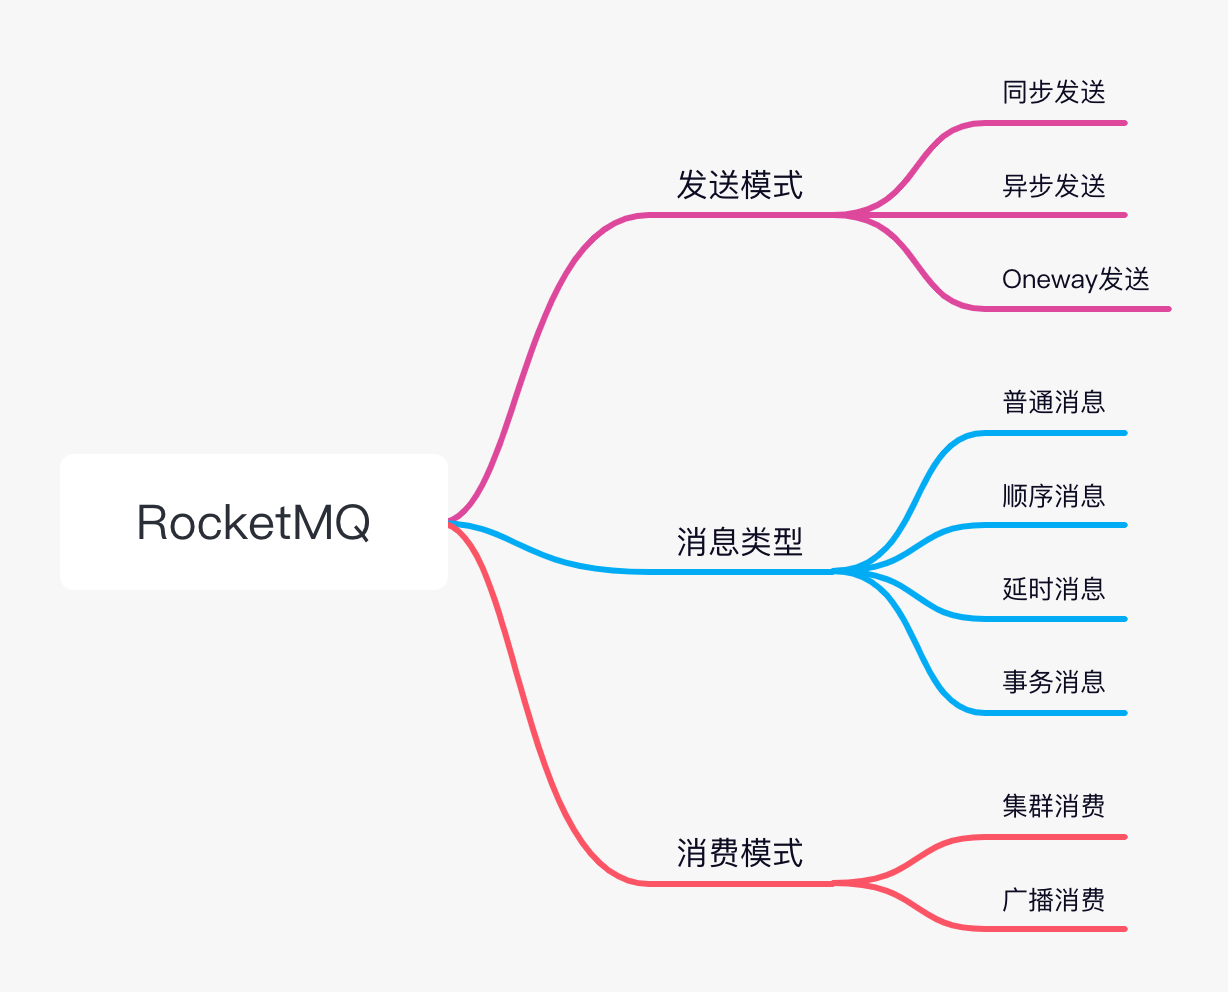 RocketMQ
发送模式
同步发送
异步发送
Oneway发送
消息类型
普通消息
顺序消息
延时消息
事务消息
消费模式
集群消费
广播消费